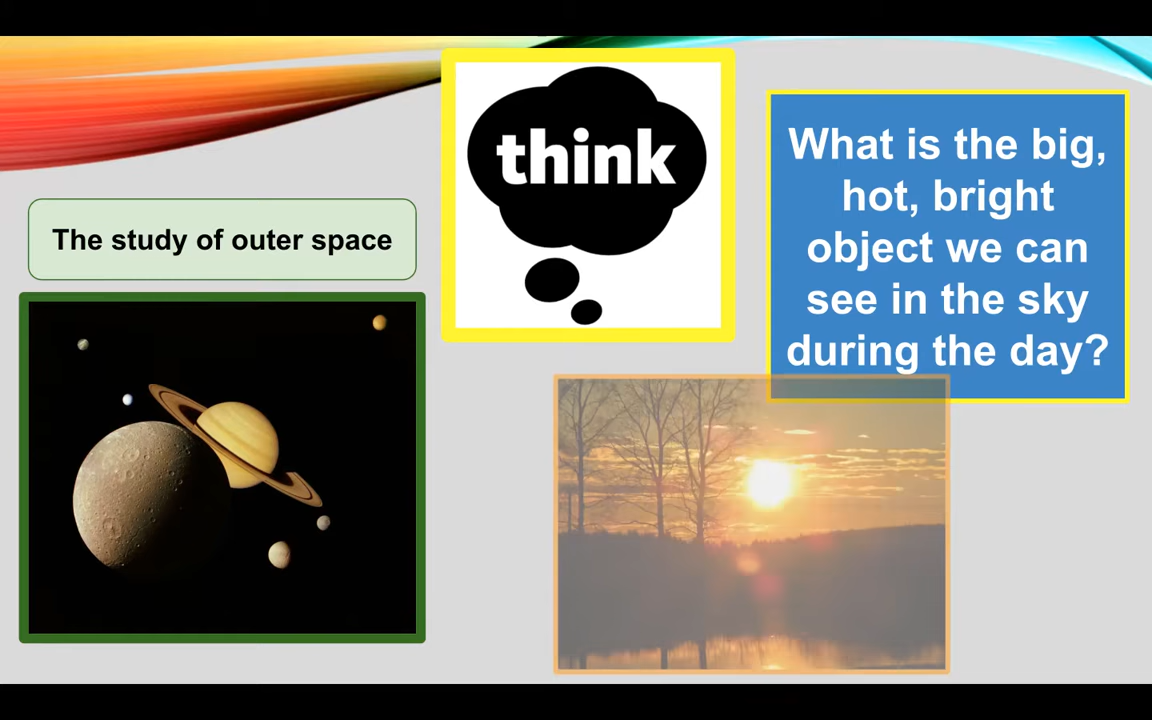 The study of outer space
think
What is the big,
hot, bright
object we can
see in the sky
during the day?